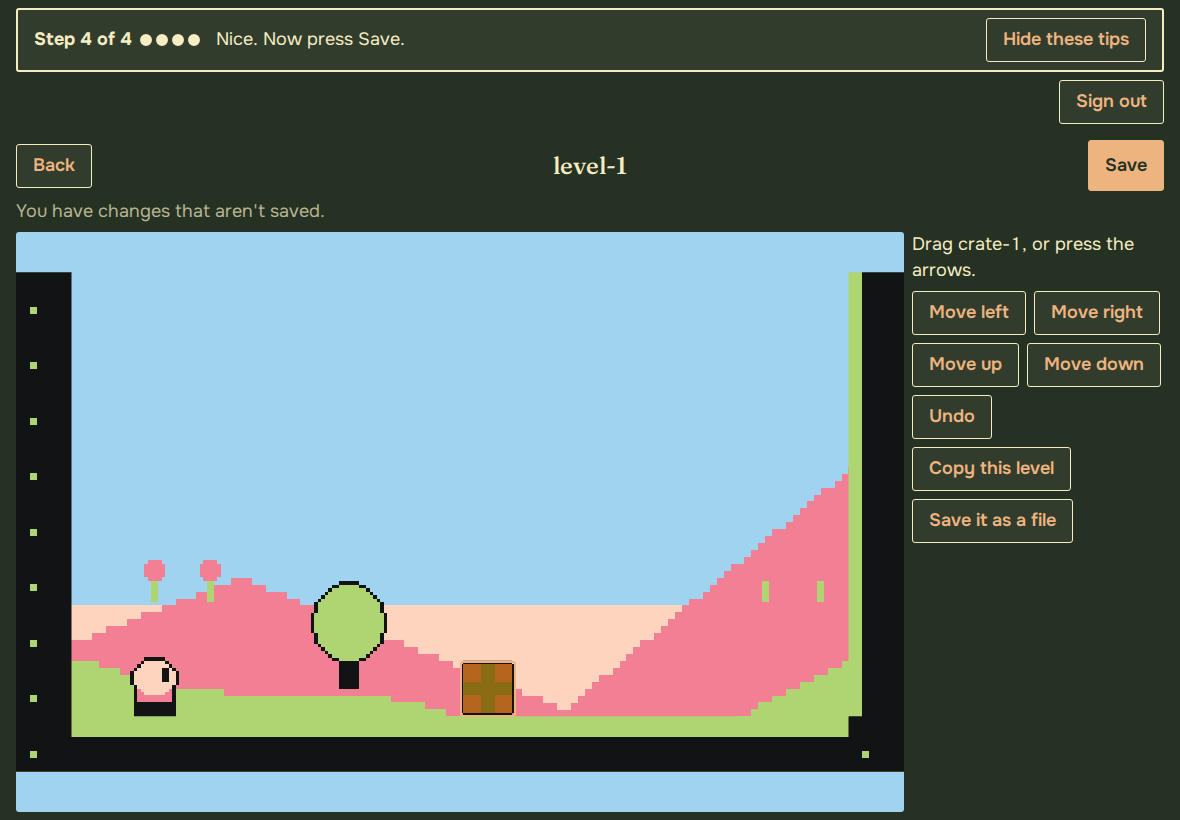 Step 4 of 4 Nice. Now press Save. Hide these tips
Sign out
Back level-1 Save
You have changes that aren't saved.
Drag crate-1, or press the
arrows.
Move left Move right
Move up Move down
Undo
Copy this level
Save it as a file